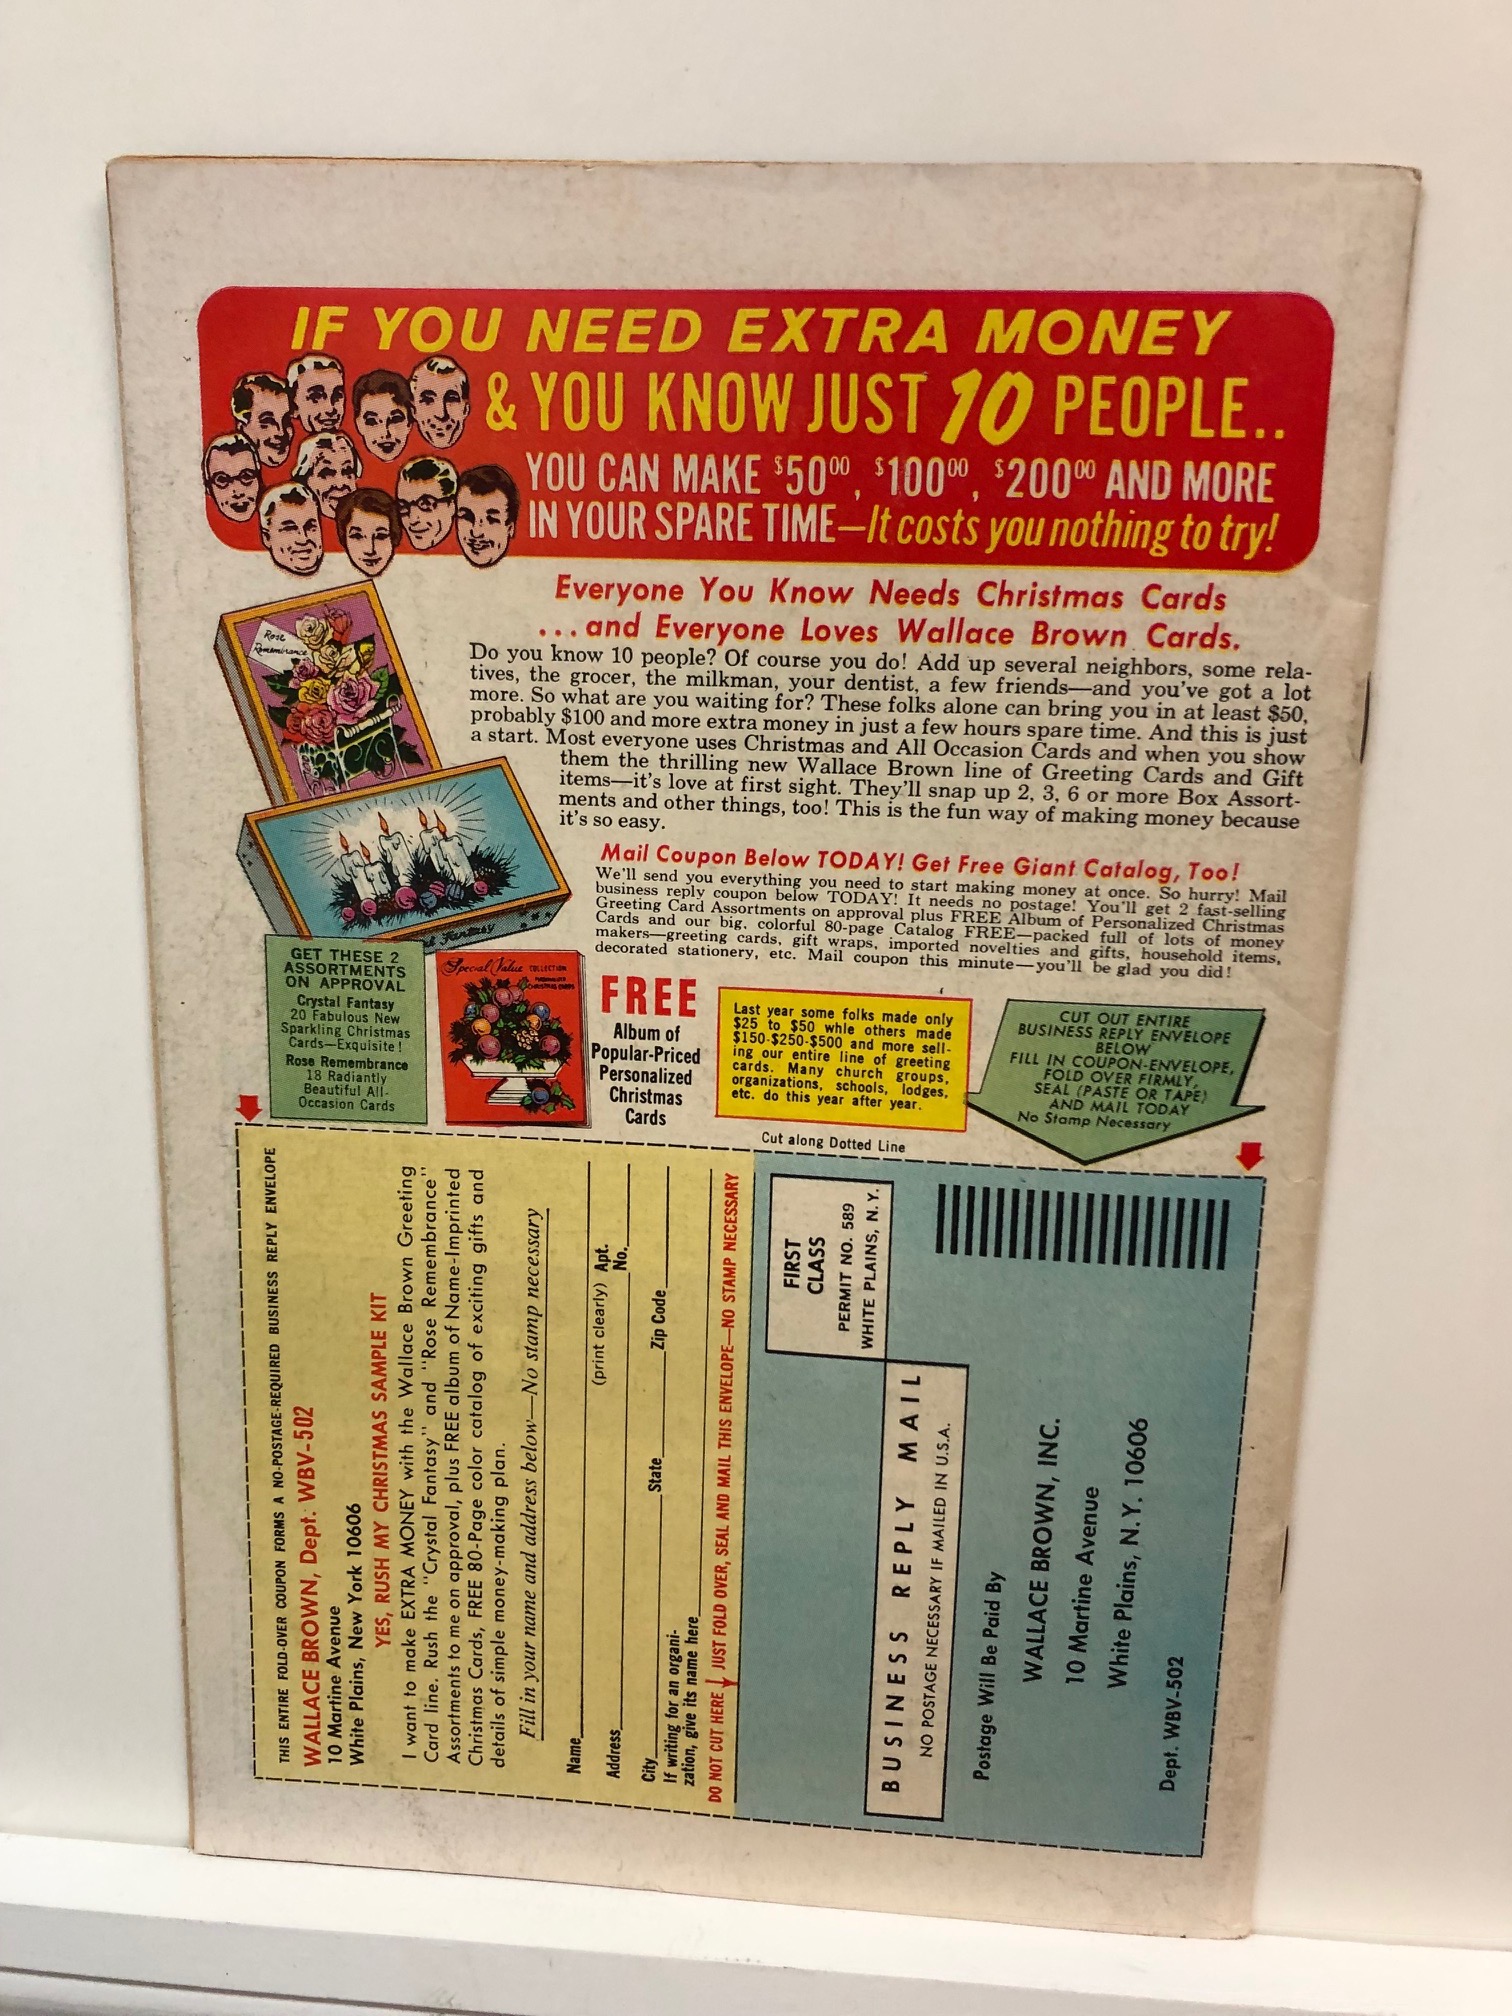 IF YOU NEED EXTRA MONEY
& YOU KNOW JUST 10 PEOPLE..
YOU CAN MAKE $50⁰⁰, $100⁰⁰, $200⁰⁰ AND MORE
IN YOUR SPARE TIME—It costs you nothing to try!
Everyone You Know Needs Christmas Cards
...and Everyone Loves Wallace Brown Cards.
Do you know 10 people? Of course you do! Add up several neighbors, some rela-
tives, the grocer, the milkman, your dentist, a few friends—and you've got a lot
more. So what are you waiting for? These folks alone can bring you in at least $50,
probably $100 and more extra money in just a few hours spare time. And this is just
a start. Most everyone uses Christmas and All Occasion Cards and when you show
them the thrilling new Wallace Brown line of Greeting Cards and Gift
items—it's love at first sight. They'll snap up 2, 3, 6 or more Box Assort-
ments and other things, too! This is the fun way of making money because
it's so easy.
Rose
Remembrance
Fantasy
Mail Coupon Below TODAY! Get Free Giant Catalog, Too!
We'll send you everything you need to start making money at once. So hurry! Mail
business reply coupon below TODAY! It needs no postage! You'll get 2 fast-selling
Greeting Card Assortments on approval plus FREE Album of Personalized Christmas
Cards and our big, colorful 80-page Catalog FREE—packed full of lots of money
makers—greeting cards, gift wraps, imported novelties and gifts, household items,
decorated stationery, etc. Mail coupon this minute—you'll be glad you did!
GET THESE 2
ASSORTMENTS
ON APPROVAL
Crystal Fantasy
20 Fabulous New
Sparkling Christmas
Cards—Exquisite!
Rose Remembrance
18 Radiantly
Beautiful All-
Occasion Cards
Special Value COLLECTION
PERSONALIZED
CHRISTMAS CARDS
FREE
Album of
Popular-Priced
Personalized
Christmas
Cards
Last year some folks made only
$25 to $50 whle others made
$150-$250-$500 and more sell-
ing our entire line of greeting
cards. Many church groups,
organizations, schools, lodges,
etc. do this year after year.
CUT OUT ENTIRE
BUSINESS REPLY ENVELOPE
BELOW
FILL IN COUPON-ENVELOPE,
FOLD OVER FIRMLY,
SEAL (PASTE OR TAPE)
AND MAIL TODAY
No Stamp Necessary
Cut along Dotted Line
THIS ENTIRE FOLD-OVER COUPON FORMS A NO-POSTAGE-REQUIRED BUSINESS REPLY ENVELOPE
WALLACE BROWN, Dept. WBV-502
10 Martine Avenue
White Plains, New York 10606
YES, RUSH MY CHRISTMAS SAMPLE KIT
I want to make EXTRA MONEY with the Wallace Brown Greeting
Card line. Rush the "Crystal Fantasy" and "Rose Remembrance"
Assortments to me on approval, plus FREE album of Name-Imprinted
Christmas Cards, FREE 80-Page color catalog of exciting gifts and
details of simple money-making plan.
Fill in your name and address below—No stamp necessary
Name
(print clearly)
Address Apt. No.
City State Zip Code
If writing for an organi-
zation, give its name here
DO NOT CUT HERE JUST FOLD OVER, SEAL AND MAIL THIS ENVELOPE—NO STAMP NECESSARY
FIRST
CLASS
PERMIT NO. 589
WHITE PLAINS, N.Y.
BUSINESS REPLY MAIL
NO POSTAGE NECESSARY IF MAILED IN U.S.A.
Postage Will Be Paid By
WALLACE BROWN, INC.
10 Martine Avenue
White Plains, N.Y. 10606
Dept. WBV-502